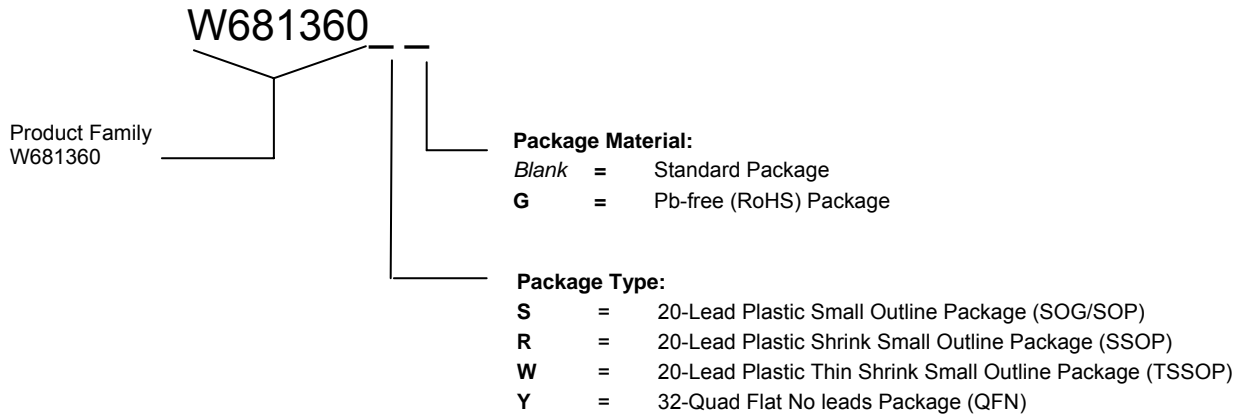 W681360_ _
Product Family
W681360
Package Material:
Blank = Standard Package
G = Pb-free (RoHS) Package
Package Type:
S = 20-Lead Plastic Small Outline Package (SOG/SOP)
R = 20-Lead Plastic Shrink Small Outline Package (SSOP)
W = 20-Lead Plastic Thin Shrink Small Outline Package (TSSOP)
Y = 32-Quad Flat No leads Package (QFN)